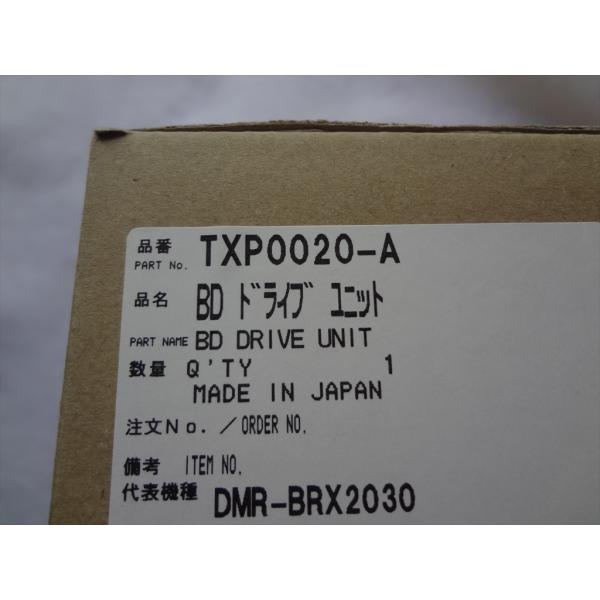 品番 PART No. TXP0020-A
品名 BD ﾄﾞﾗｲﾌﾞ ﾕﾆｯﾄ
PART NAME BD DRIVE UNIT
数量 Q'TY 1
MADE IN JAPAN
注文No. / ORDER NO.
備考 ITEM NO.
代表機種 DMR-BRX2030